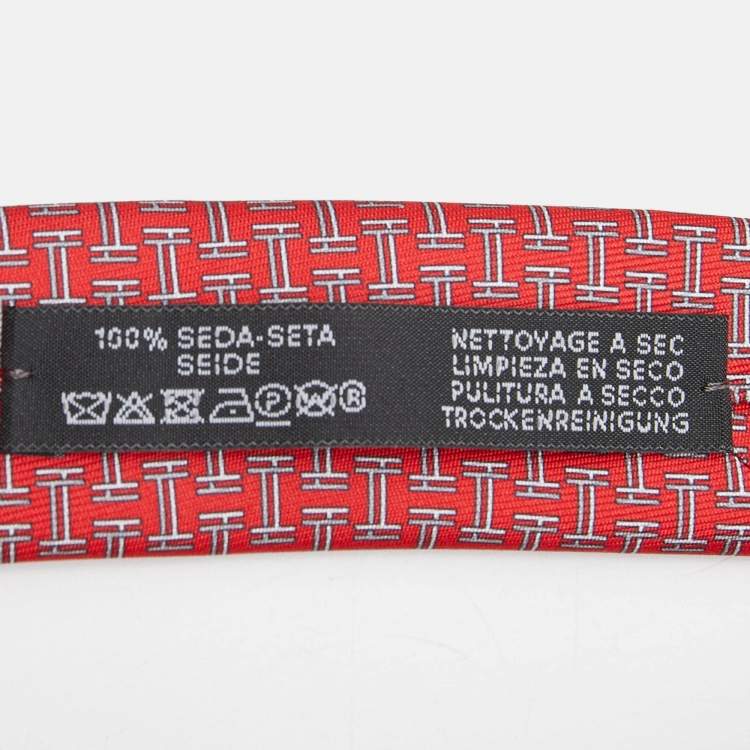 100% SEDA-SETA
SEIDE
P W ®
NETTOYAGE A SEC
LIMPIEZA EN SECO
PULITURA A SECCO
TROCKENREINIGUNG